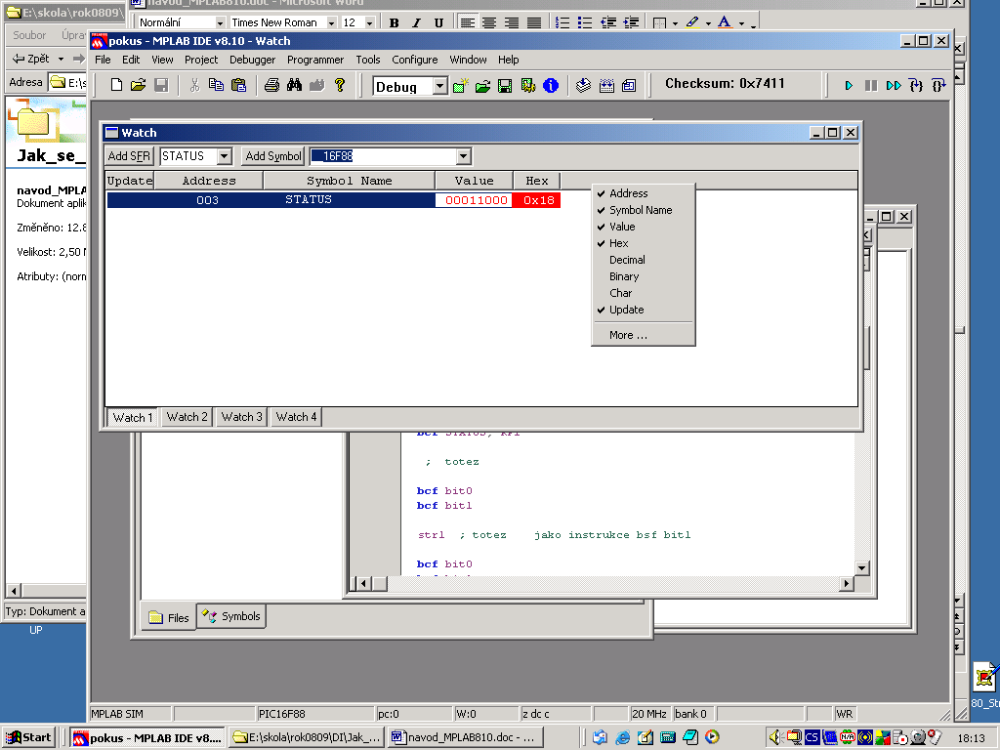 E:\skola\rok0809\
navod_MPLAB810.doc - Microsoft Word
Soubor
Normální
Times New Roman
12
B I U
pokus - MPLAB IDE v8.10 - Watch
Zpět
File Edit View Project Debugger Programmer Tools Configure Window Help
Adresa
E:\s
Debug
Checksum: 0x7411
Watch
Add SFR
STATUS
Add Symbol
_16F88
Update Address Symbol Name Value Hex
003 STATUS 00011000 0x18
Address
Symbol Name
Value
Hex
Decimal
Binary
Char
Update
More ...
Watch 1 Watch 2 Watch 3 Watch 4
Jak_se_
navod_MPLA
Dokument aplik
Změněno: 12.8
Velikost: 2,50 M
Atributy: (norm
bcf STATUS, RP1
; totez
bcf bit0
bcf bit1
str1 ; totez jako instrukce bsf bit1
bcf bit0
Files
Symbols
Typ: Dokument a
UP
80_Str
MPLAB SIM
PIC16F88
pc:0
W:0
z dc c
20 MHz
bank 0
WR
Start
pokus - MPLAB IDE v8....
E:\skola\rok0809\DI\Jak_...
navod_MPLAB810.doc - ...
CS
18:13